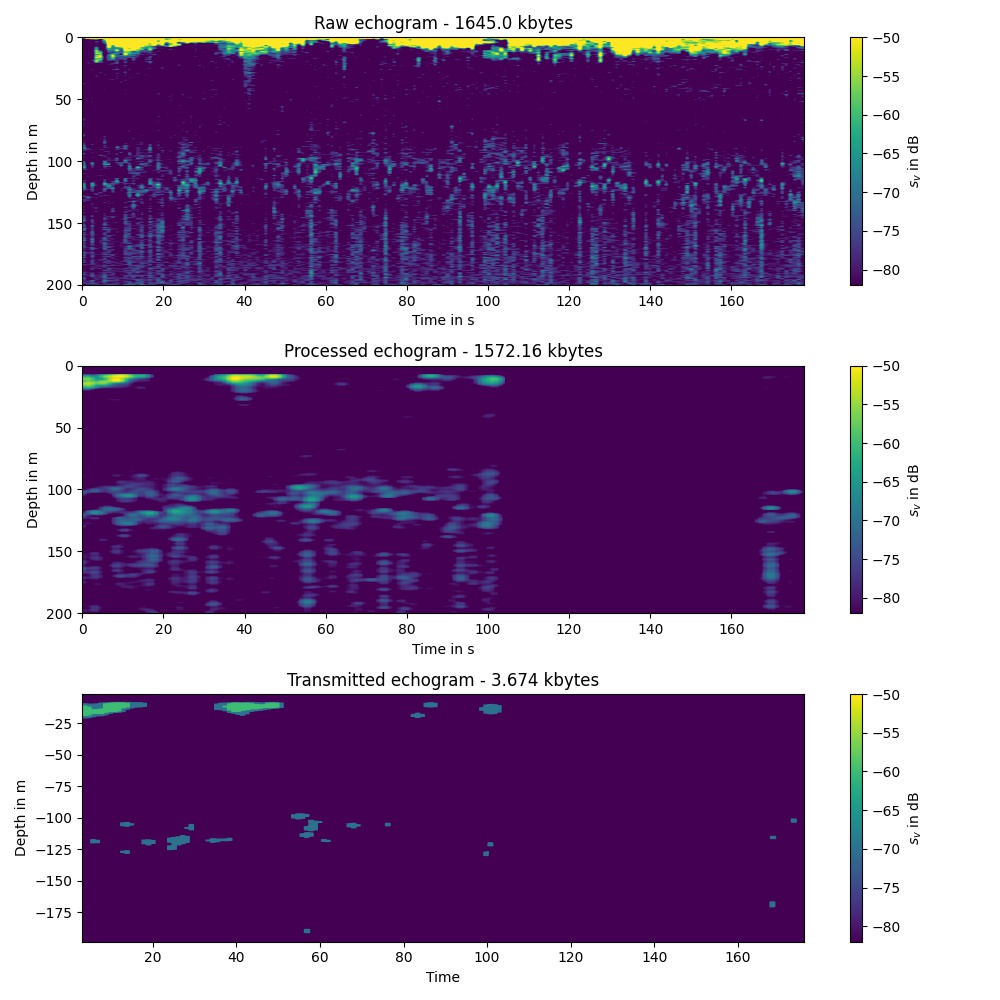 Raw echogram - 1645.0 kbytes
0
50
100
150
200
Depth in m
0 20 40 60 80 100 120 140 160
Time in s
−50
−55
−60
−65
−70
−75
−80
sv in dB
Processed echogram - 1572.16 kbytes
0
50
100
150
200
Depth in m
0 20 40 60 80 100 120 140 160
Time in s
−50
−55
−60
−65
−70
−75
−80
sv in dB
Transmitted echogram - 3.674 kbytes
−25
−50
−75
−100
−125
−150
−175
Depth in m
20 40 60 80 100 120 140 160
Time
−50
−55
−60
−65
−70
−75
−80
sv in dB